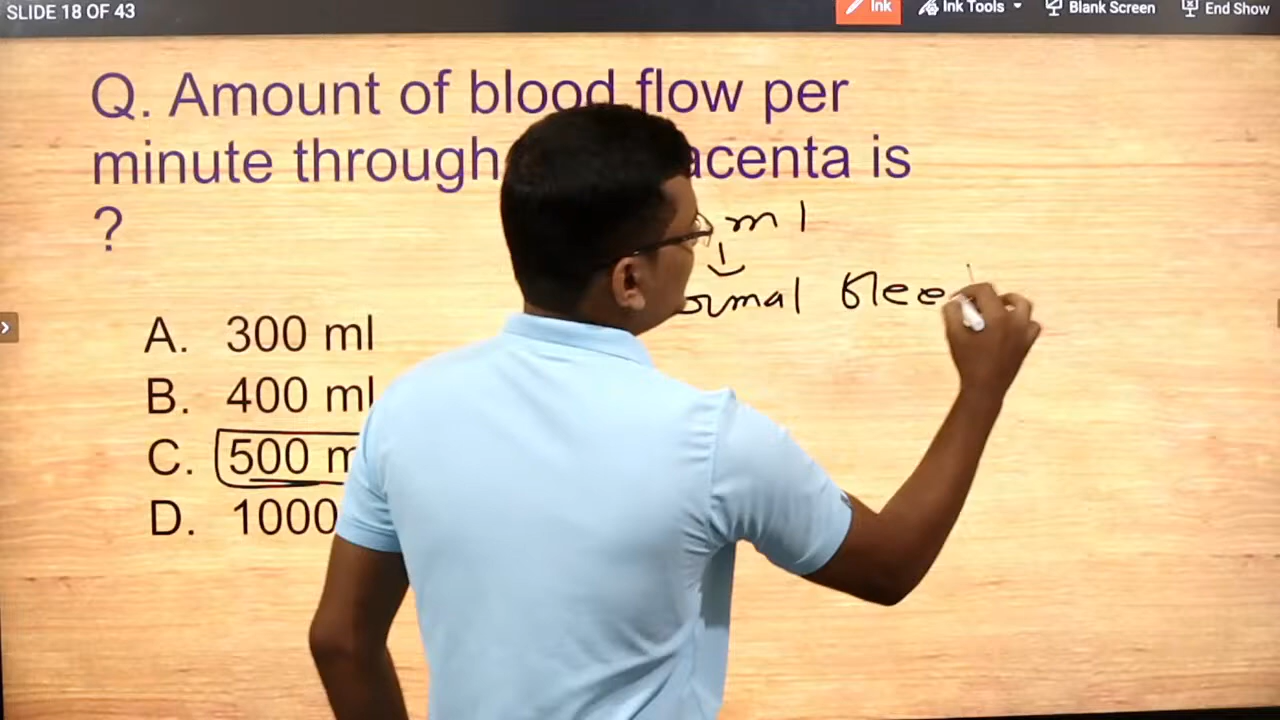 SLIDE 18 OF 43
Ink
Ink Tools
Blank Screen
End Show
Q. Amount of blood flow per
minute through acenta is
?
ml
ormal Blee
A. 300 ml
B. 400 ml
C. 500 m
D. 1000